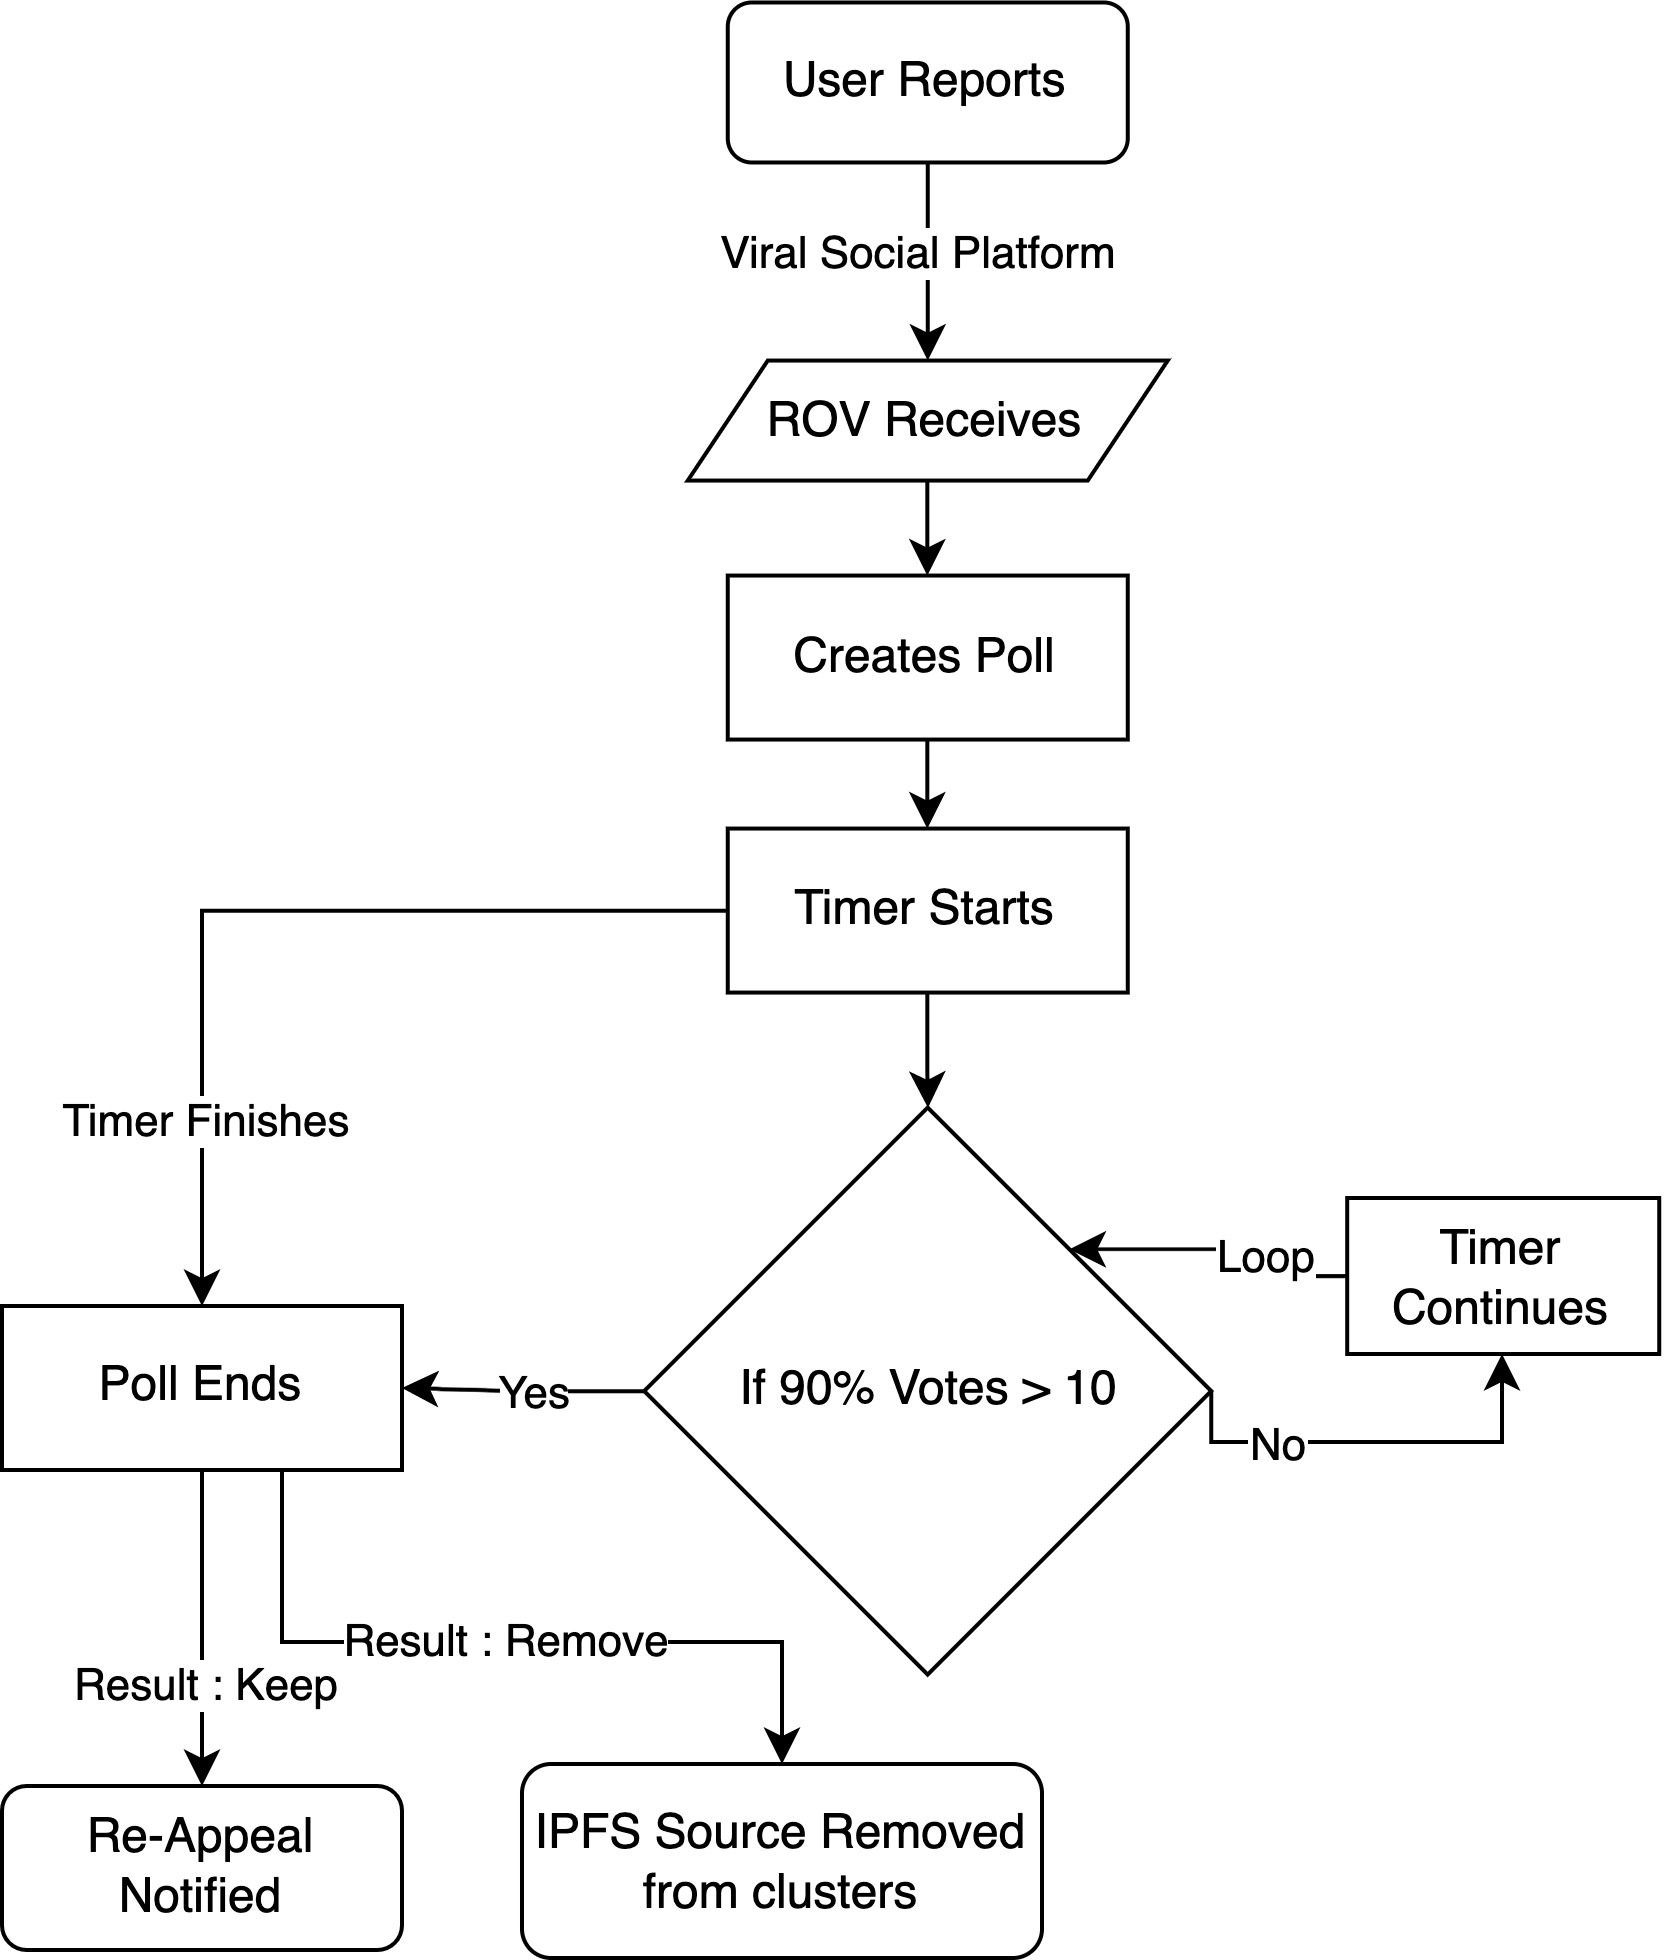 User Reports
Viral Social Platform
ROV Receives
Creates Poll
Timer Starts
Timer Finishes
Loop
Timer
Continues
Poll Ends
Yes
If 90% Votes > 10
No
Result : Remove
Result : Keep
Re-Appeal
Notified
IPFS Source Removed
from clusters